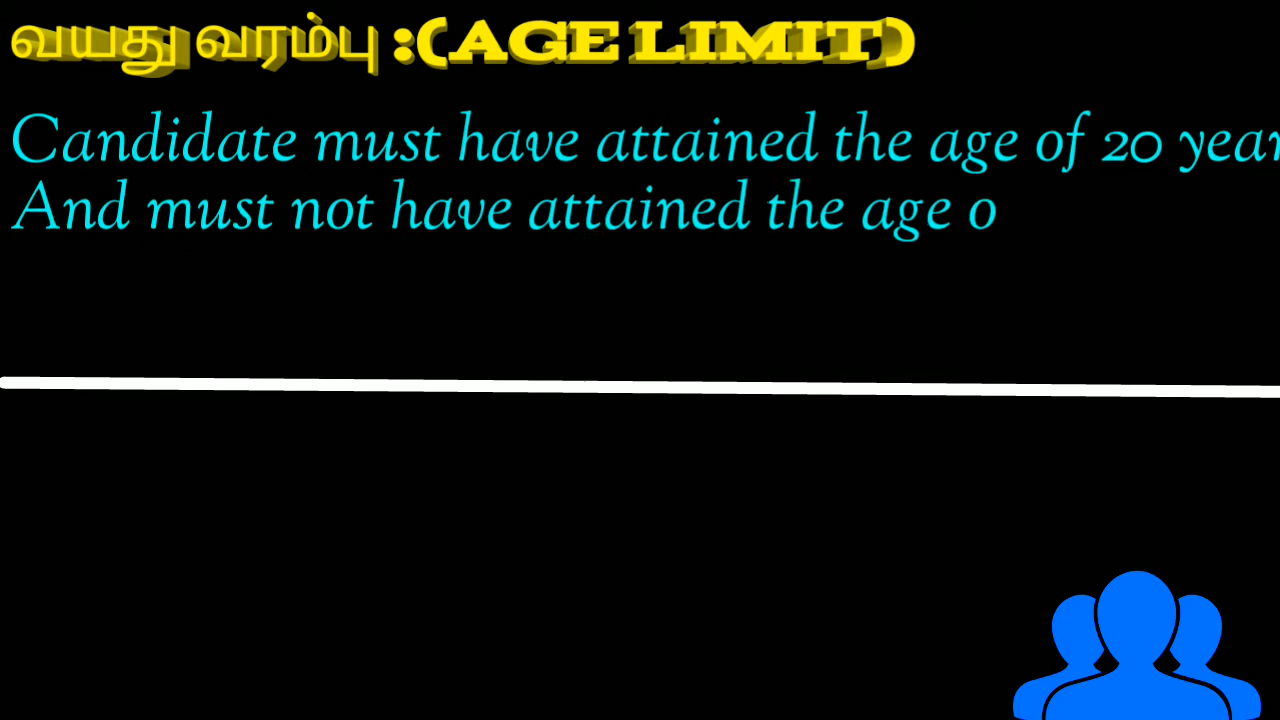 வயது வரம்பு :(AGE LIMIT)
Candidate must have attained the age of 20 year
And must not have attained the age o